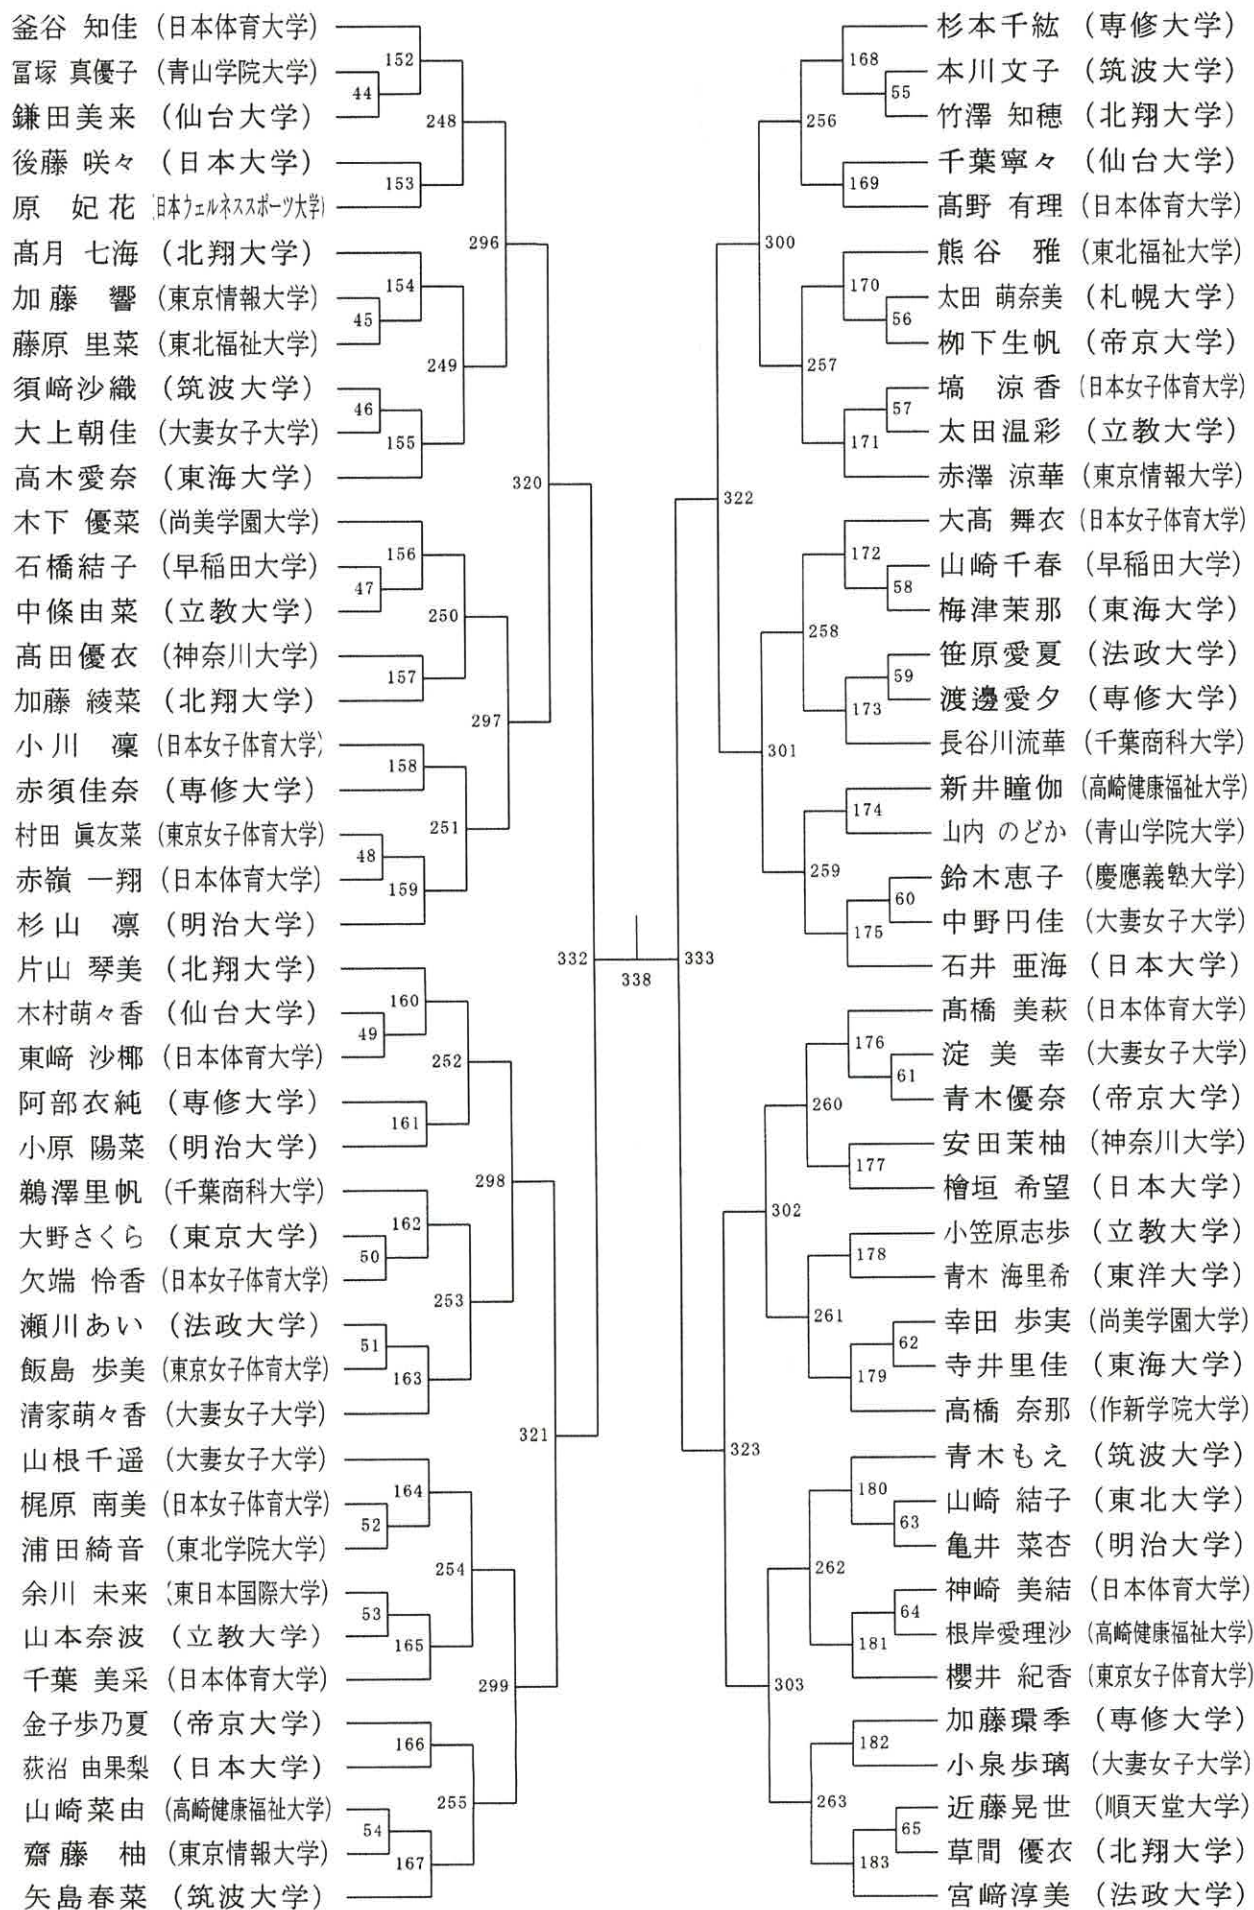 釜谷 知佳 (日本体育大学)
冨塚 真優子 (青山学院大学)
鎌田美来 (仙台大学)
後藤 咲々 (日本大学)
原 妃花 (日本ウェルネススポーツ大学)
髙月 七海 (北翔大学)
加藤 響 (東京情報大学)
藤原 里菜 (東北福祉大学)
須﨑沙織 (筑波大学)
大上朝佳 (大妻女子大学)
高木愛奈 (東海大学)
木下 優菜 (尚美学園大学)
石橋結子 (早稲田大学)
中條由菜 (立教大学)
髙田優衣 (神奈川大学)
加藤 綾菜 (北翔大学)
小川 凜 (日本女子体育大学)
赤須佳奈 (専修大学)
村田 眞友菜 (東京女子体育大学)
赤嶺 一翔 (日本体育大学)
杉山 凛 (明治大学)
片山 琴美 (北翔大学)
木村萌々香 (仙台大学)
東﨑 沙椰 (日本体育大学)
阿部衣純 (専修大学)
小原 陽菜 (明治大学)
鵜澤里帆 (千葉商科大学)
大野さくら (東京大学)
欠端 怜香 (日本女子体育大学)
瀬川あい (法政大学)
飯島 歩美 (東京女子体育大学)
清家萌々香 (大妻女子大学)
山根千遥 (大妻女子大学)
梶原 南美 (日本女子体育大学)
浦田綺音 (東北学院大学)
余川 未来 (東日本国際大学)
山本奈波 (立教大学)
千葉 美采 (日本体育大学)
金子歩乃夏 (帝京大学)
荻沼 由果梨 (日本大学)
山崎菜由 (高崎健康福祉大学)
齋藤 柚 (東京情報大学)
矢島春菜 (筑波大学)
152
44
248
153
296
154
45
249
46
155
320
156
47
250
157
297
158
251
48
159
332
160
49
252
161
298
162
50
253
51
163
321
164
52
254
53
165
299
166
255
54
167
338
333
168
55
256
169
300
170
56
257
57
171
322
172
58
258
59
173
301
174
259
60
175
176
61
260
177
302
178
261
62
179
323
180
63
262
64
181
303
182
263
65
183
杉本千紘 (専修大学)
本川文子 (筑波大学)
竹澤 知穂 (北翔大学)
千葉寧々 (仙台大学)
髙野 有理 (日本体育大学)
熊谷 雅 (東北福祉大学)
太田 萌奈美 (札幌大学)
栁下生帆 (帝京大学)
塙 涼香 (日本女子体育大学)
太田温彩 (立教大学)
赤澤 涼華 (東京情報大学)
大髙 舞衣 (日本女子体育大学)
山崎千春 (早稲田大学)
梅津茉那 (東海大学)
笹原愛夏 (法政大学)
渡邊愛夕 (専修大学)
長谷川流華 (千葉商科大学)
新井瞳伽 (高崎健康福祉大学)
山内 のどか (青山学院大学)
鈴木恵子 (慶應義塾大学)
中野円佳 (大妻女子大学)
石井 亜海 (日本大学)
髙橋 美萩 (日本体育大学)
淀 美幸 (大妻女子大学)
青木優奈 (帝京大学)
安田茉柚 (神奈川大学)
檜垣 希望 (日本大学)
小笠原志歩 (立教大学)
青木 海里希 (東洋大学)
幸田 歩実 (尚美学園大学)
寺井里佳 (東海大学)
高橋 奈那 (作新学院大学)
青木もえ (筑波大学)
山崎 結子 (東北大学)
亀井 菜杏 (明治大学)
神崎 美結 (日本体育大学)
根岸愛理沙 (高崎健康福祉大学)
櫻井 紀香 (東京女子体育大学)
加藤環季 (専修大学)
小泉歩璃 (大妻女子大学)
近藤晃世 (順天堂大学)
草間 優衣 (北翔大学)
宮﨑淳美 (法政大学)